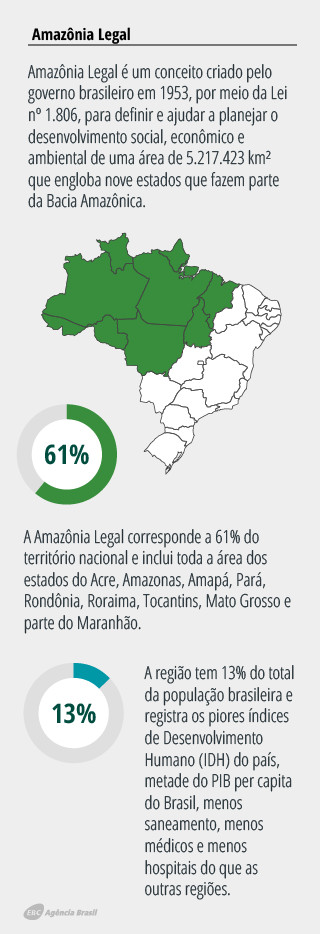 Amazônia Legal
Amazônia Legal é um conceito criado pelo
governo brasileiro em 1953, por meio da Lei
nº 1.806, para definir e ajudar a planejar o
desenvolvimento social, econômico e
ambiental de uma área de 5.217.423 km²
que engloba nove estados que fazem parte
da Bacia Amazônica.
61%
A Amazônia Legal corresponde a 61% do
território nacional e inclui toda a área dos
estados do Acre, Amazonas, Amapá, Pará,
Rondônia, Roraima, Tocantins, Mato Grosso e
parte do Maranhão.
13%
A região tem 13% do total
da população brasileira e
registra os piores índices
de Desenvolvimento
Humano (IDH) do país,
metade do PIB per capita
do Brasil, menos
saneamento, menos
médicos e menos
hospitais do que as
outras regiões.
EBC Agência Brasil